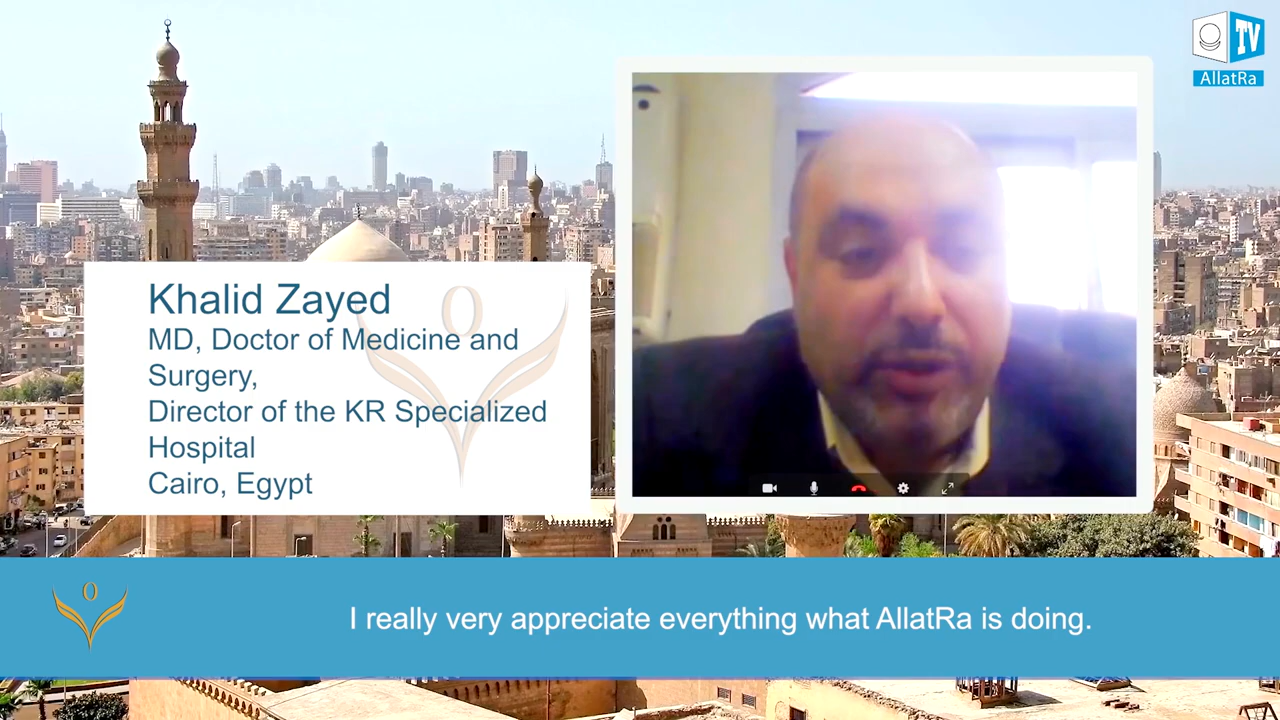 TV
AllatRa
Khalid Zayed
MD, Doctor of Medicine and
Surgery,
Director of the KR Specialized
Hospital
Cairo, Egypt
I really very appreciate everything what AllatRa is doing.